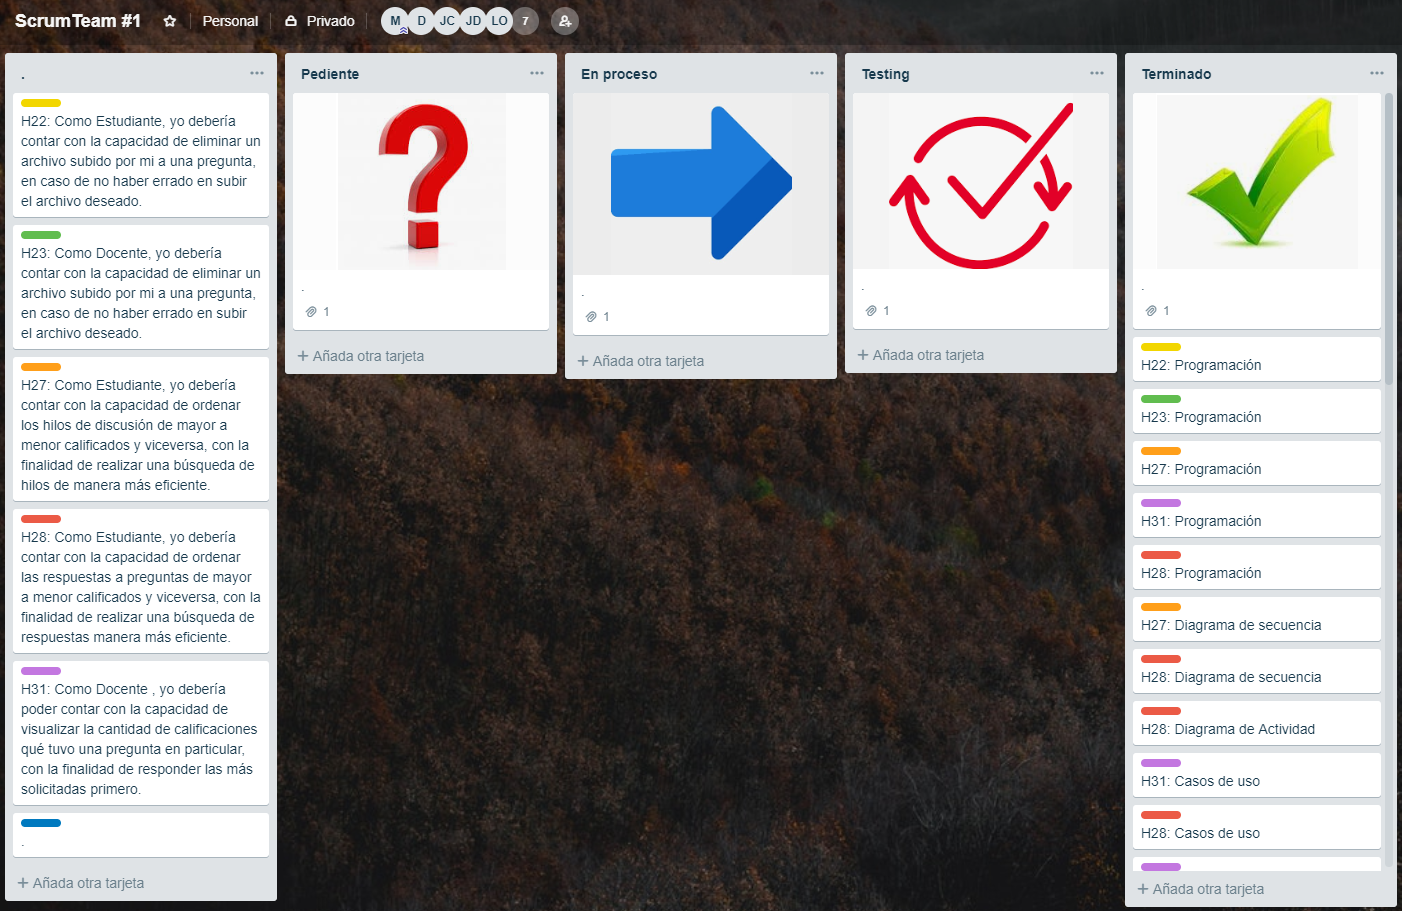 ScrumTeam #1
Personal
Privado
M
D
JC
JD
LO
7
.
H22: Como Estudiante, yo debería
contar con la capacidad de eliminar un
archivo subido por mi a una pregunta,
en caso de no haber errado en subir
el archivo deseado.
H23: Como Docente, yo debería
contar con la capacidad de eliminar un
archivo subido por mi a una pregunta,
en caso de no haber errado en subir
el archivo deseado.
H27: Como Estudiante, yo debería
contar con la capacidad de ordenar
los hilos de discusión de mayor a
menor calificados y viceversa, con la
finalidad de realizar una búsqueda de
hilos de manera más eficiente.
H28: Como Estudiante, yo debería
contar con la capacidad de ordenar
las respuestas a preguntas de mayor
a menor calificados y viceversa, con la
finalidad de realizar una búsqueda de
respuestas manera más eficiente.
H31: Como Docente , yo debería
poder contar con la capacidad de
visualizar la cantidad de calificaciones
qué tuvo una pregunta en particular,
con la finalidad de responder las más
solicitadas primero.
.
+ Añada otra tarjeta
Pediente
.
1
+ Añada otra tarjeta
En proceso
.
1
+ Añada otra tarjeta
Testing
.
1
+ Añada otra tarjeta
Terminado
.
1
H22: Programación
H23: Programación
H27: Programación
H31: Programación
H28: Programación
H27: Diagrama de secuencia
H28: Diagrama de secuencia
H28: Diagrama de Actividad
H31: Casos de uso
H28: Casos de uso
+ Añada otra tarjeta